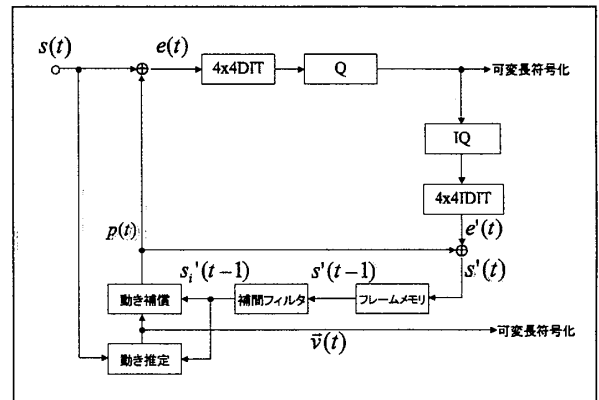 s(t)
e(t)
4x4DIT
Q
可変長符号化
IQ
4x4IDIT
e'(t)
p(t)
s'(t)
s_i'(t-1)
s'(t-1)
動き補償
補間フィルタ
フレームメモリ
v⃗(t)
可変長符号化
動き推定